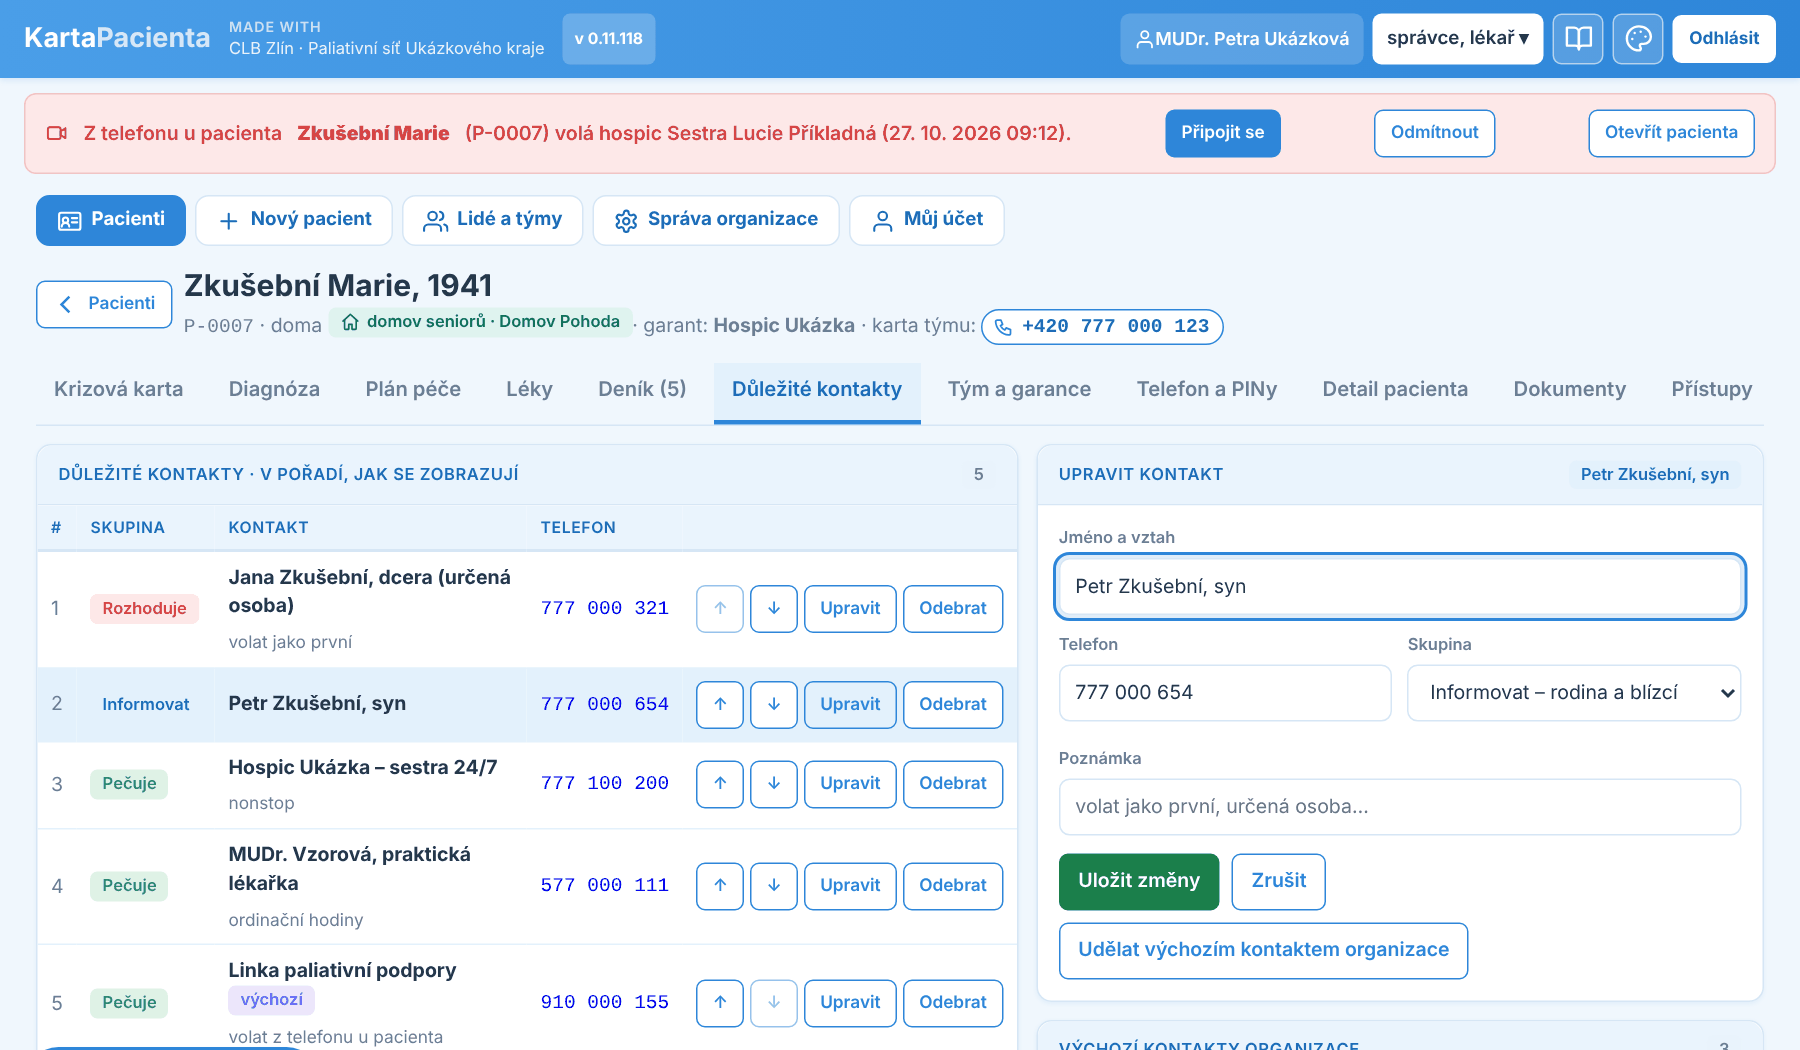 KartaPacienta
MADE WITH
CLB Zlín · Paliativní síť Ukázkového kraje
v 0.11.118
MUDr. Petra Ukázková
správce, lékař ▾
Odhlásit
Z telefonu u pacienta Zkušební Marie (P-0007) volá hospic Sestra Lucie Příkladná (27. 10. 2026 09:12).
Připojit se
Odmítnout
Otevřít pacienta
Pacienti
Nový pacient
Lidé a týmy
Správa organizace
Můj účet
Pacienti
Zkušební Marie, 1941
P-0007 · doma domov seniorů · Domov Pohoda · garant: Hospic Ukázka · karta týmu: +420 777 000 123
Krizová karta
Diagnóza
Plán péče
Léky
Deník (5)
Důležité kontakty
Tým a garance
Telefon a PINy
Detail pacienta
Dokumenty
Přístupy
DŮLEŽITÉ KONTAKTY · V POŘADÍ, JAK SE ZOBRAZUJÍ
5
# SKUPINA KONTAKT TELEFON
1 Rozhoduje
Jana Zkušební, dcera (určená
osoba)
volat jako první
777 000 321
↑ ↓ Upravit Odebrat
2 Informovat Petr Zkušební, syn 777 000 654 ↑ ↓ Upravit Odebrat
3 Pečuje
Hospic Ukázka – sestra 24/7
nonstop
777 100 200
↑ ↓ Upravit Odebrat
4 Pečuje
MUDr. Vzorová, praktická
lékařka
ordinační hodiny
577 000 111
↑ ↓ Upravit Odebrat
5 Pečuje
Linka paliativní podpory
výchozí
volat z telefonu u pacienta
910 000 155
↑ ↓ Upravit Odebrat
UPRAVIT KONTAKT
Petr Zkušební, syn
Jméno a vztah
Petr Zkušební, syn
Telefon
777 000 654
Skupina
Informovat – rodina a blízcí
Poznámka
volat jako první, určená osoba...
Uložit změny
Zrušit
Udělat výchozím kontaktem organizace
VÝCHOZÍ KONTAKTY ORGANIZACE
3